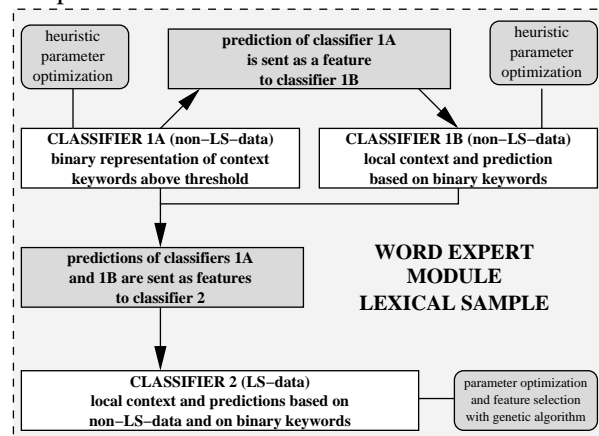 heuristic
parameter
optimization
prediction of classifier 1A
is sent as a feature
to classifier 1B
heuristic
parameter
optimization
CLASSIFIER 1A (non−LS−data)
binary representation of context
keywords above threshold
CLASSIFIER 1B (non−LS−data)
local context and prediction
based on binary keywords
predictions of classifiers 1A
and 1B are sent as features
to classifier 2
WORD EXPERT
MODULE
LEXICAL SAMPLE
CLASSIFIER 2 (LS−data)
local context and predictions based on
non−LS−data and on binary keywords
parameter optimization
and feature selection
with genetic algorithm